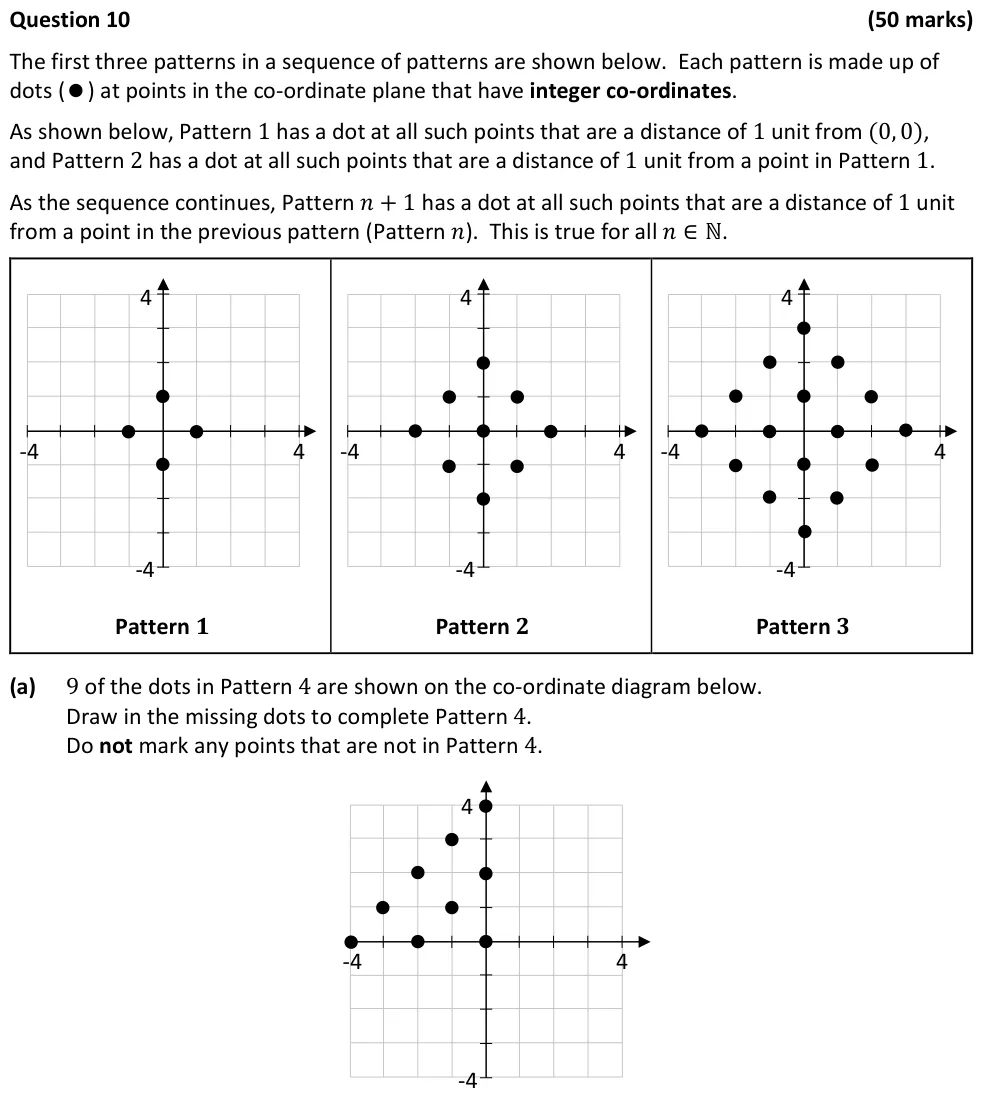 Question 10 (50 marks)
The first three patterns in a sequence of patterns are shown below. Each pattern is made up of
dots (●) at points in the co-ordinate plane that have integer co-ordinates.
As shown below, Pattern 1 has a dot at all such points that are a distance of 1 unit from (0, 0),
and Pattern 2 has a dot at all such points that are a distance of 1 unit from a point in Pattern 1.
As the sequence continues, Pattern n + 1 has a dot at all such points that are a distance of 1 unit
from a point in the previous pattern (Pattern n). This is true for all n ∈ ℕ.
4 4 4
-4 4 -4 4 -4 4
-4 -4 -4
Pattern 1 Pattern 2 Pattern 3
(a) 9 of the dots in Pattern 4 are shown on the co-ordinate diagram below.
Draw in the missing dots to complete Pattern 4.
Do not mark any points that are not in Pattern 4.
4
-4 4
-4